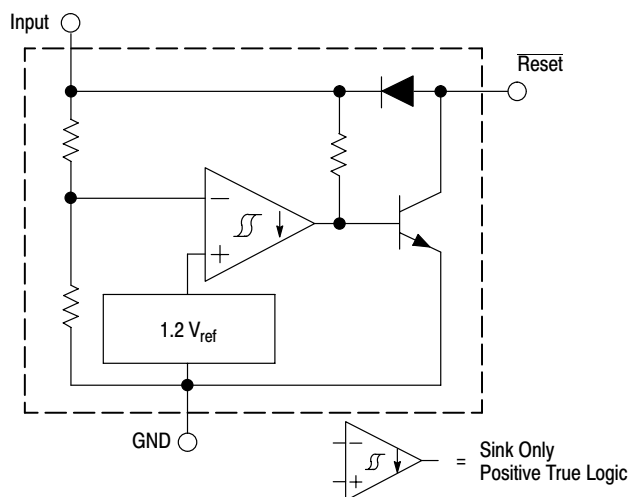 Input
Reset
−
+
1.2 Vref
GND
−
+
= Sink Only
Positive True Logic